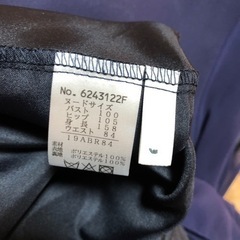 No. 6243122F
ヌードサイズ
バスト 100
ヒップ 105
身長 158
ウエスト 84
19ABR84
ポリエステル100%
ポリエステル100%